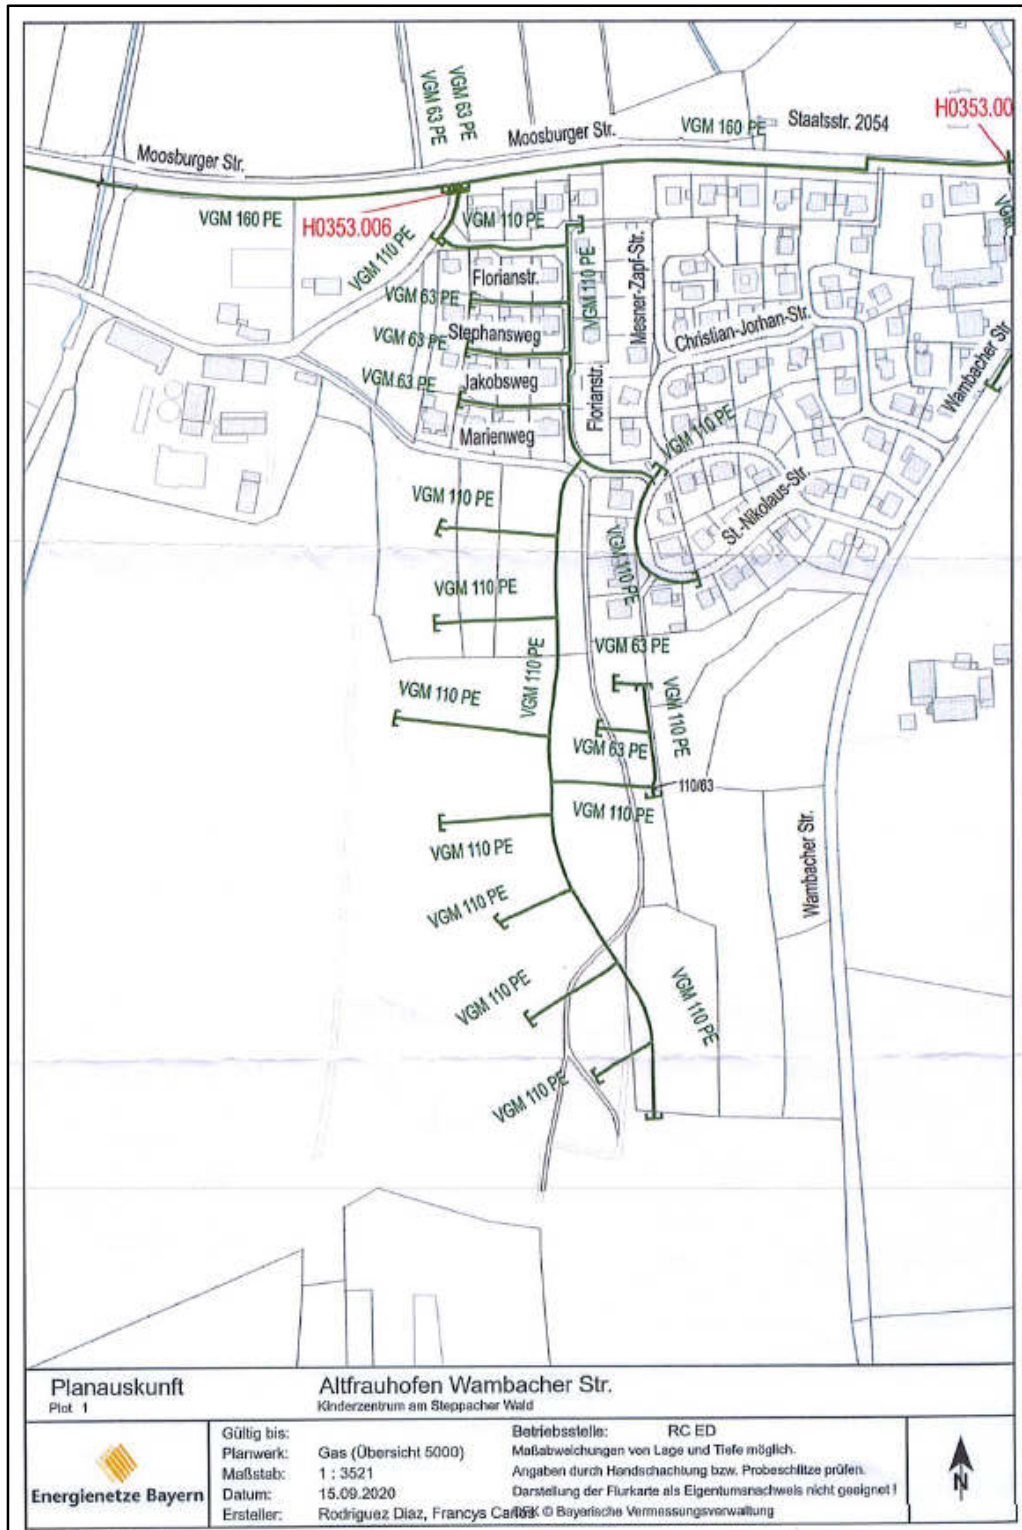 VGM 63 PE
VGM 63 PE
Moosburger Str.
VGM 160 PE
Staatsstr. 2054
H0353.00
Moosburger Str.
VGM 160 PE
H0353.006
VGM 110 PE
VGM 110 PE
Florianstr.
VGM 110 PE
Mesner-Zapf-Str.
VGM 63 PE
Stephansweg
Christian-Jorhan-Str.
VGM 63 PE
Jakobsweg
VGM 63 PE
Wambacher Str.
Florianstr.
Marienweg
VGM 110 PE
VGM 110 PE
St.-Nikolaus-Str.
VGM 110 PE
VGM 110 PE
VGM 63 PE
VGM 110 PE
VGM 110 PE
VGM 110 PE
VGM 63 PE
110/63
VGM 110 PE
VGM 110 PE
Wambacher Str.
VGM 110 PE
VGM 110 PE
VGM 110 PE
VGM 110 PE
Planauskunft
Plot 1
Altfrauhofen Wambacher Str.
Kinderzentrum am Steppacher Wald
Energienetze Bayern
Gültig bis:
Planwerk: Gas (Übersicht 5000)
Maßstab: 1 : 3521
Datum: 15.09.2020
Ersteller: Rodriguez Diaz, Francys Carlos
Betriebsstelle: RC ED
Maßabweichungen von Lage und Tiefe möglich.
Angaben durch Handschachtung bzw. Probeschlitze prüfen.
Darstellung der Flurkarte als Eigentumsnachweis nicht geeignet !
© Bayerische Vermessungsverwaltung
N